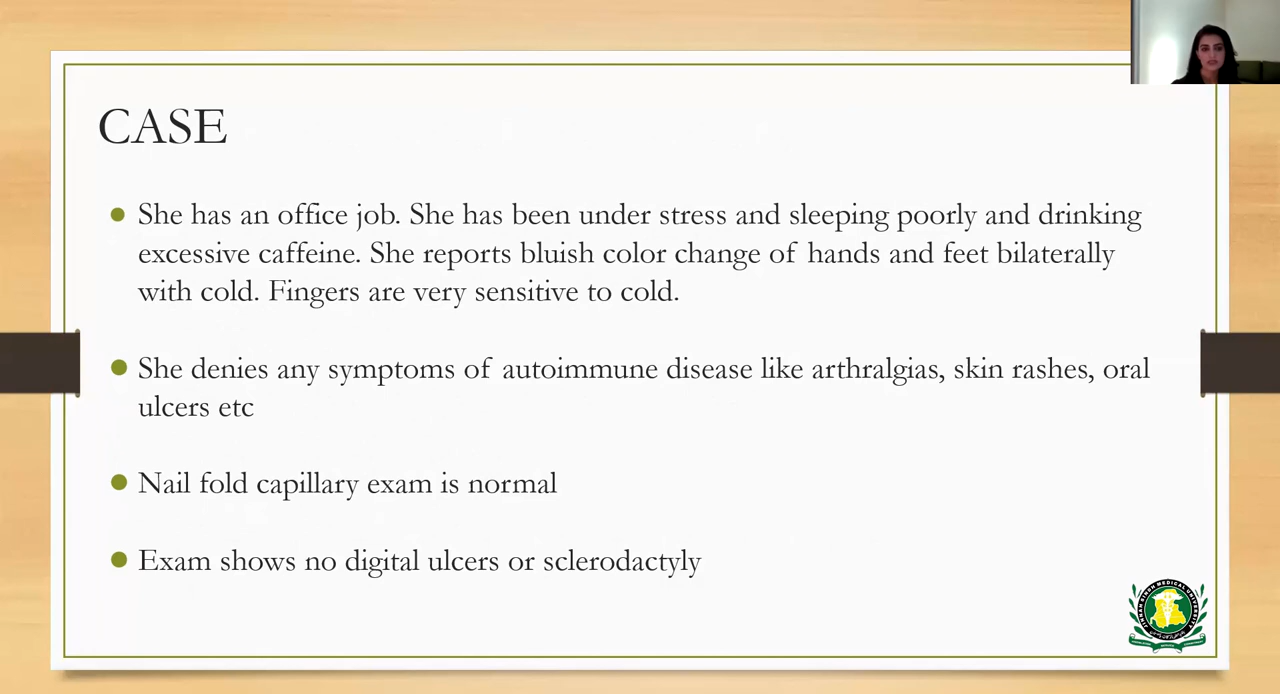 CASE
She has an office job. She has been under stress and sleeping poorly and drinking
excessive caffeine. She reports bluish color change of hands and feet bilaterally
with cold. Fingers are very sensitive to cold.
She denies any symptoms of autoimmune disease like arthralgias, skin rashes, oral
ulcers etc
Nail fold capillary exam is normal
Exam shows no digital ulcers or sclerodactyly
MEDICAL UNIVERSITY